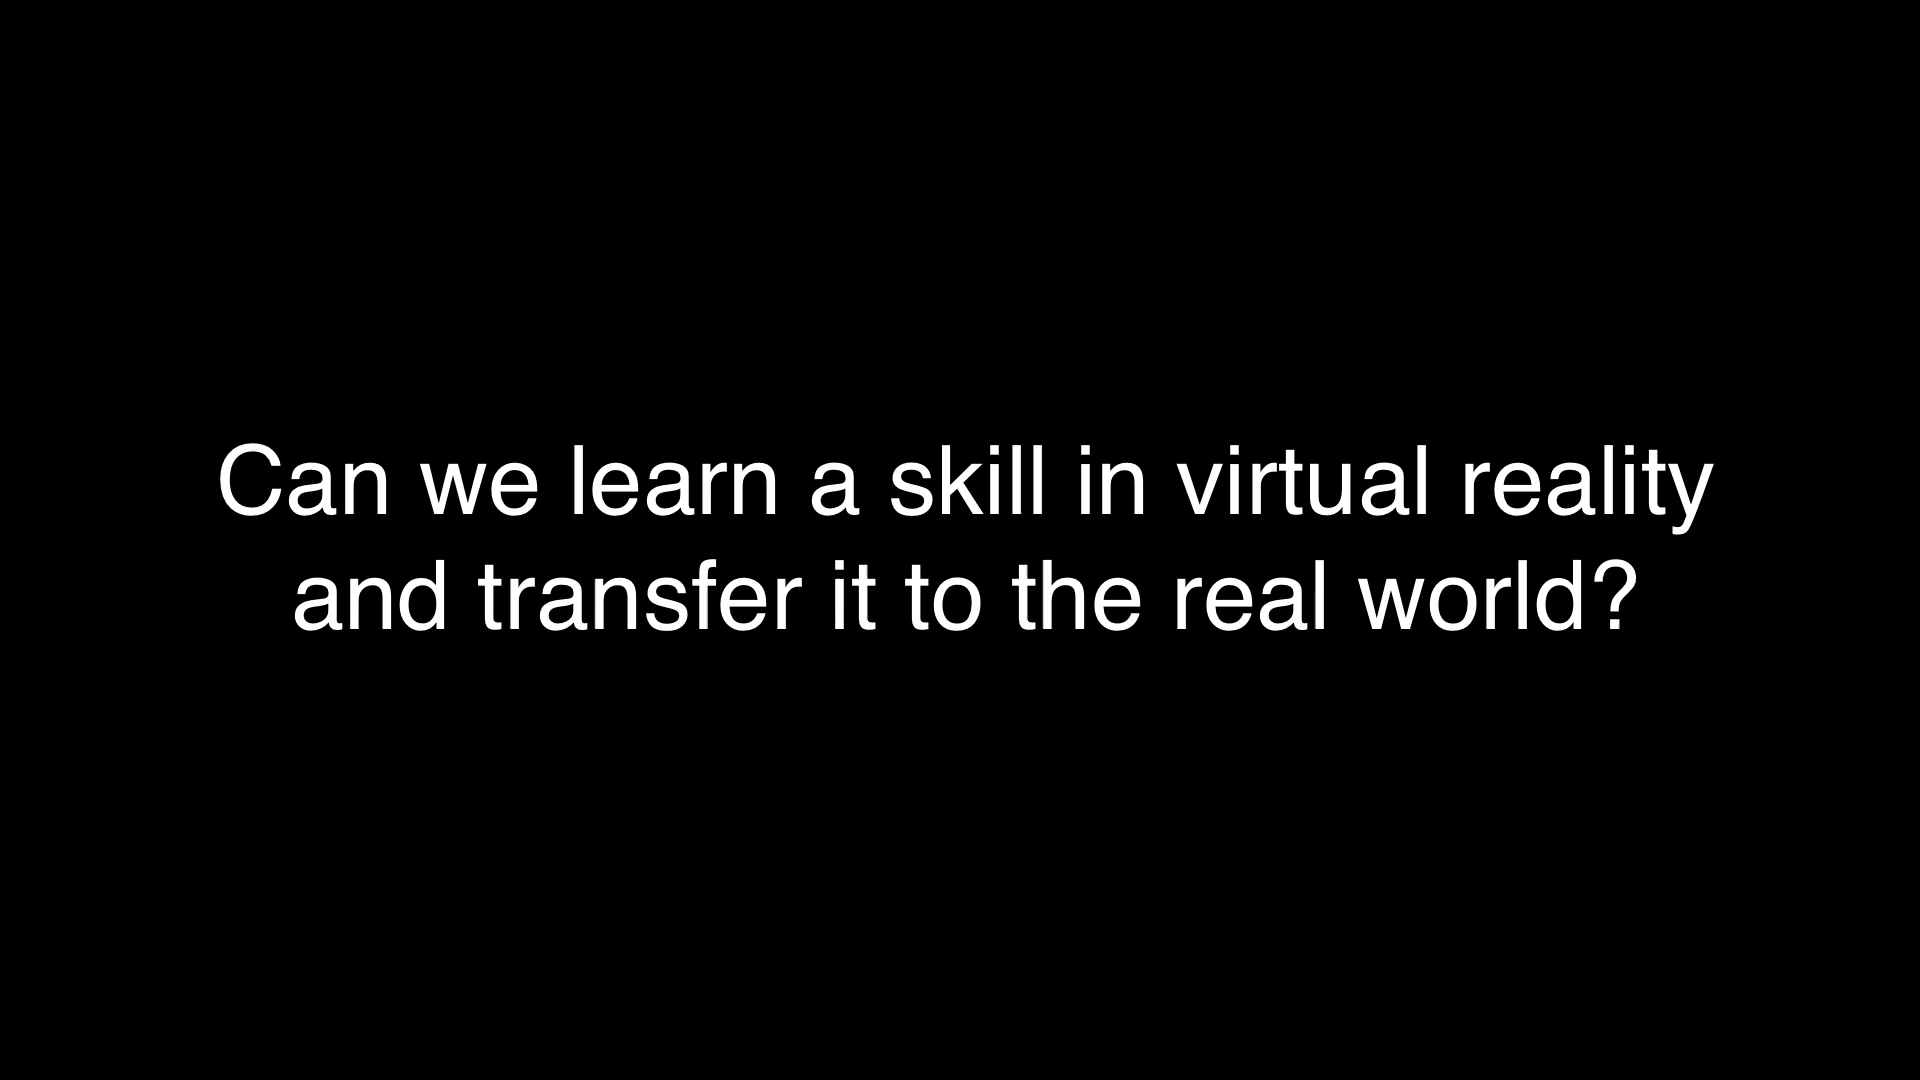 Can we learn a skill in virtual reality
and transfer it to the real world?